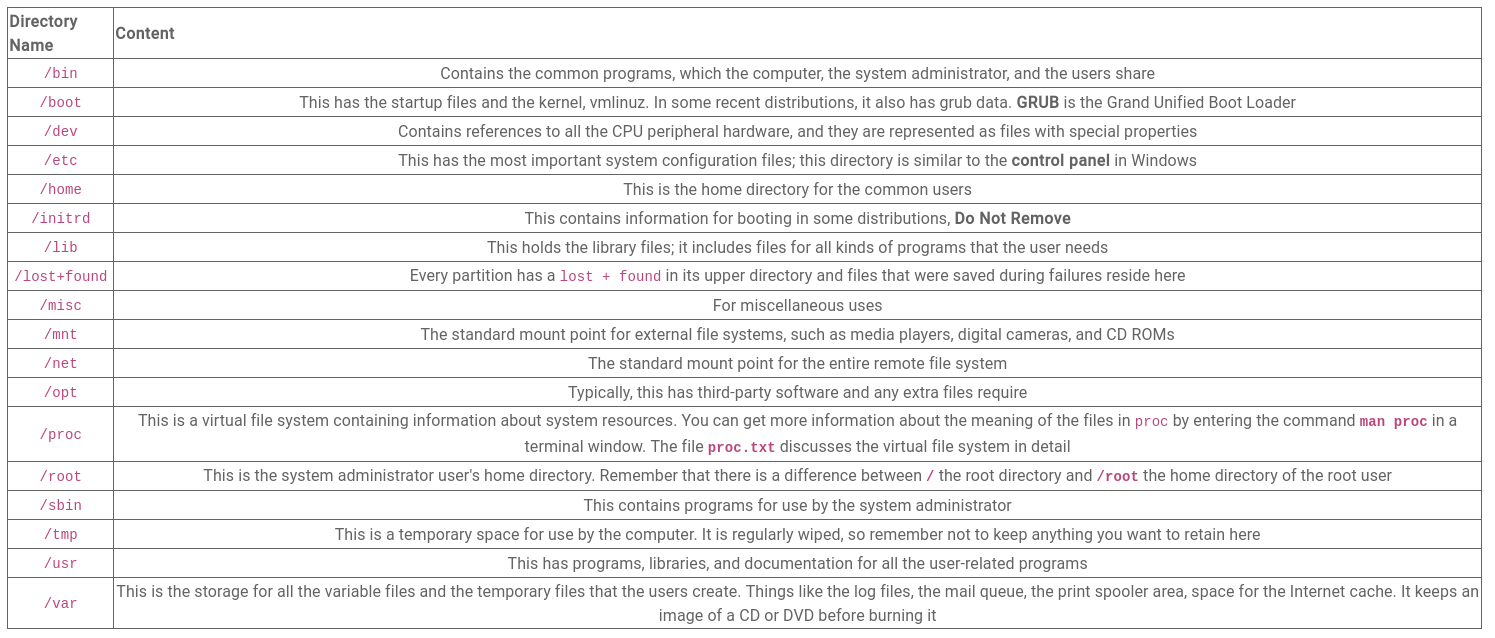 Directory Name Content
/bin Contains the common programs, which the computer, the system administrator, and the users share
/boot This has the startup files and the kernel, vmlinuz. In some recent distributions, it also has grub data. GRUB is the Grand Unified Boot Loader
/dev Contains references to all the CPU peripheral hardware, and they are represented as files with special properties
/etc This has the most important system configuration files; this directory is similar to the control panel in Windows
/home This is the home directory for the common users
/initrd This contains information for booting in some distributions, Do Not Remove
/lib This holds the library files; it includes files for all kinds of programs that the user needs
/lost+found Every partition has a lost + found in its upper directory and files that were saved during failures reside here
/misc For miscellaneous uses
/mnt The standard mount point for external file systems, such as media players, digital cameras, and CD ROMs
/net The standard mount point for the entire remote file system
/opt Typically, this has third-party software and any extra files require
/proc This is a virtual file system containing information about system resources. You can get more information about the meaning of the files in proc by entering the command man proc in a
terminal window. The file proc.txt discusses the virtual file system in detail
/root This is the system administrator user's home directory. Remember that there is a difference between / the root directory and /root the home directory of the root user
/sbin This contains programs for use by the system administrator
/tmp This is a temporary space for use by the computer. It is regularly wiped, so remember not to keep anything you want to retain here
/usr This has programs, libraries, and documentation for all the user-related programs
/var This is the storage for all the variable files and the temporary files that the users create. Things like the log files, the mail queue, the print spooler area, space for the Internet cache. It keeps an
image of a CD or DVD before burning it